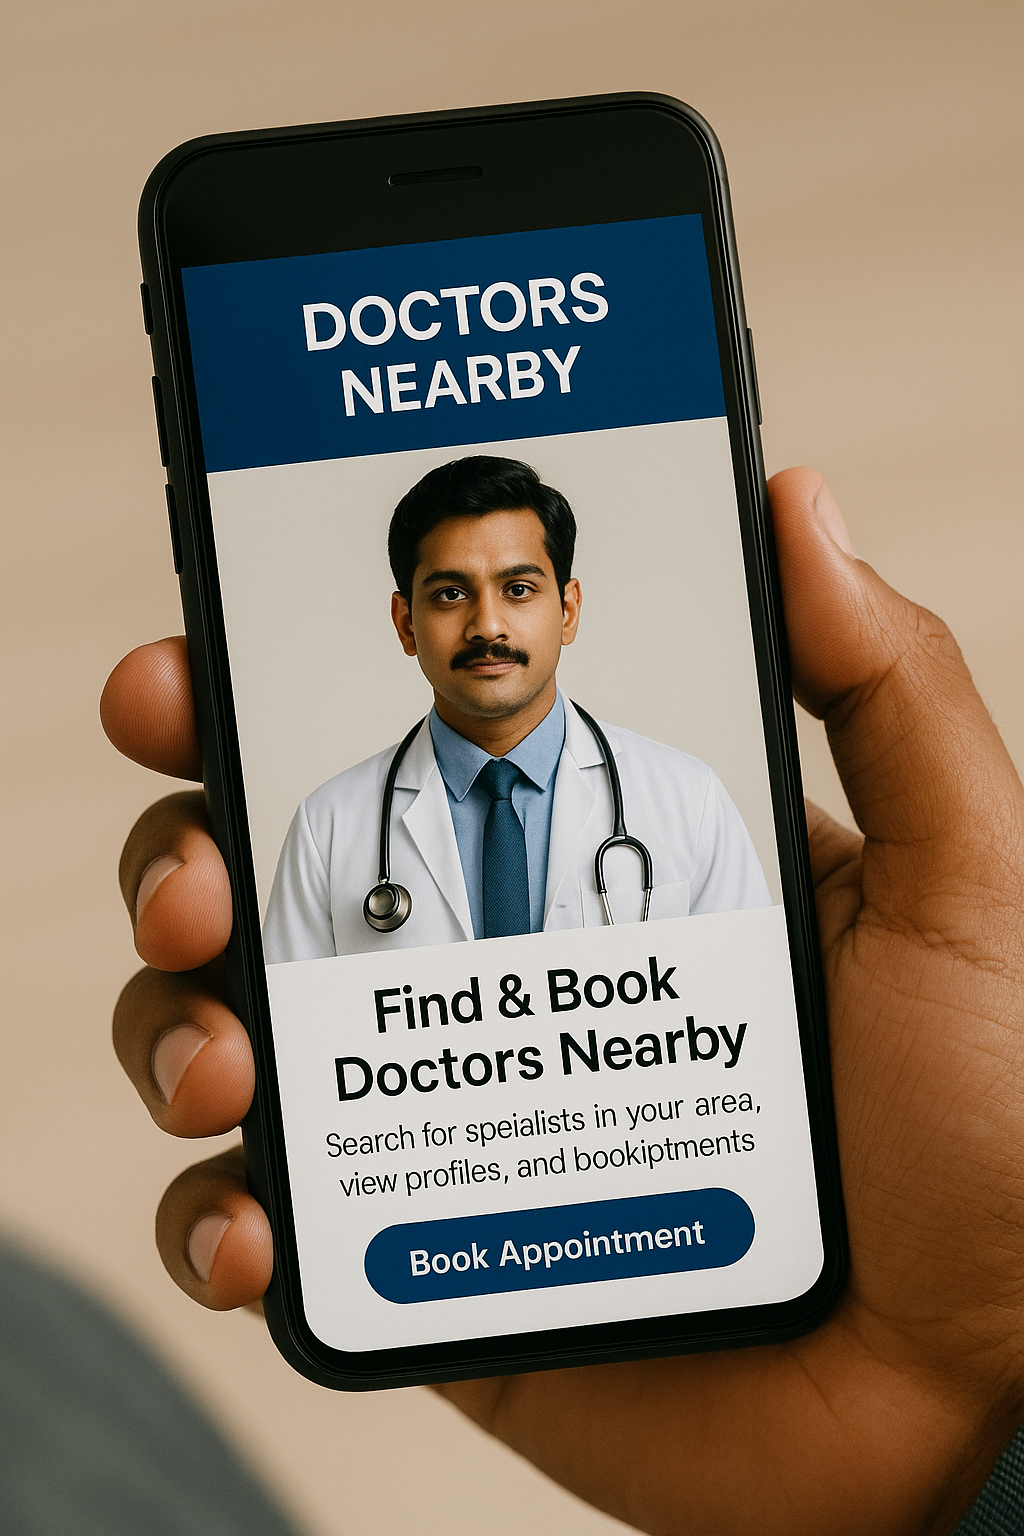 DOCTORS
NEARBY
Find & Book
Doctors Nearby
Search for speialists in your area,
view profiles, and bookiptments
Book Appointment